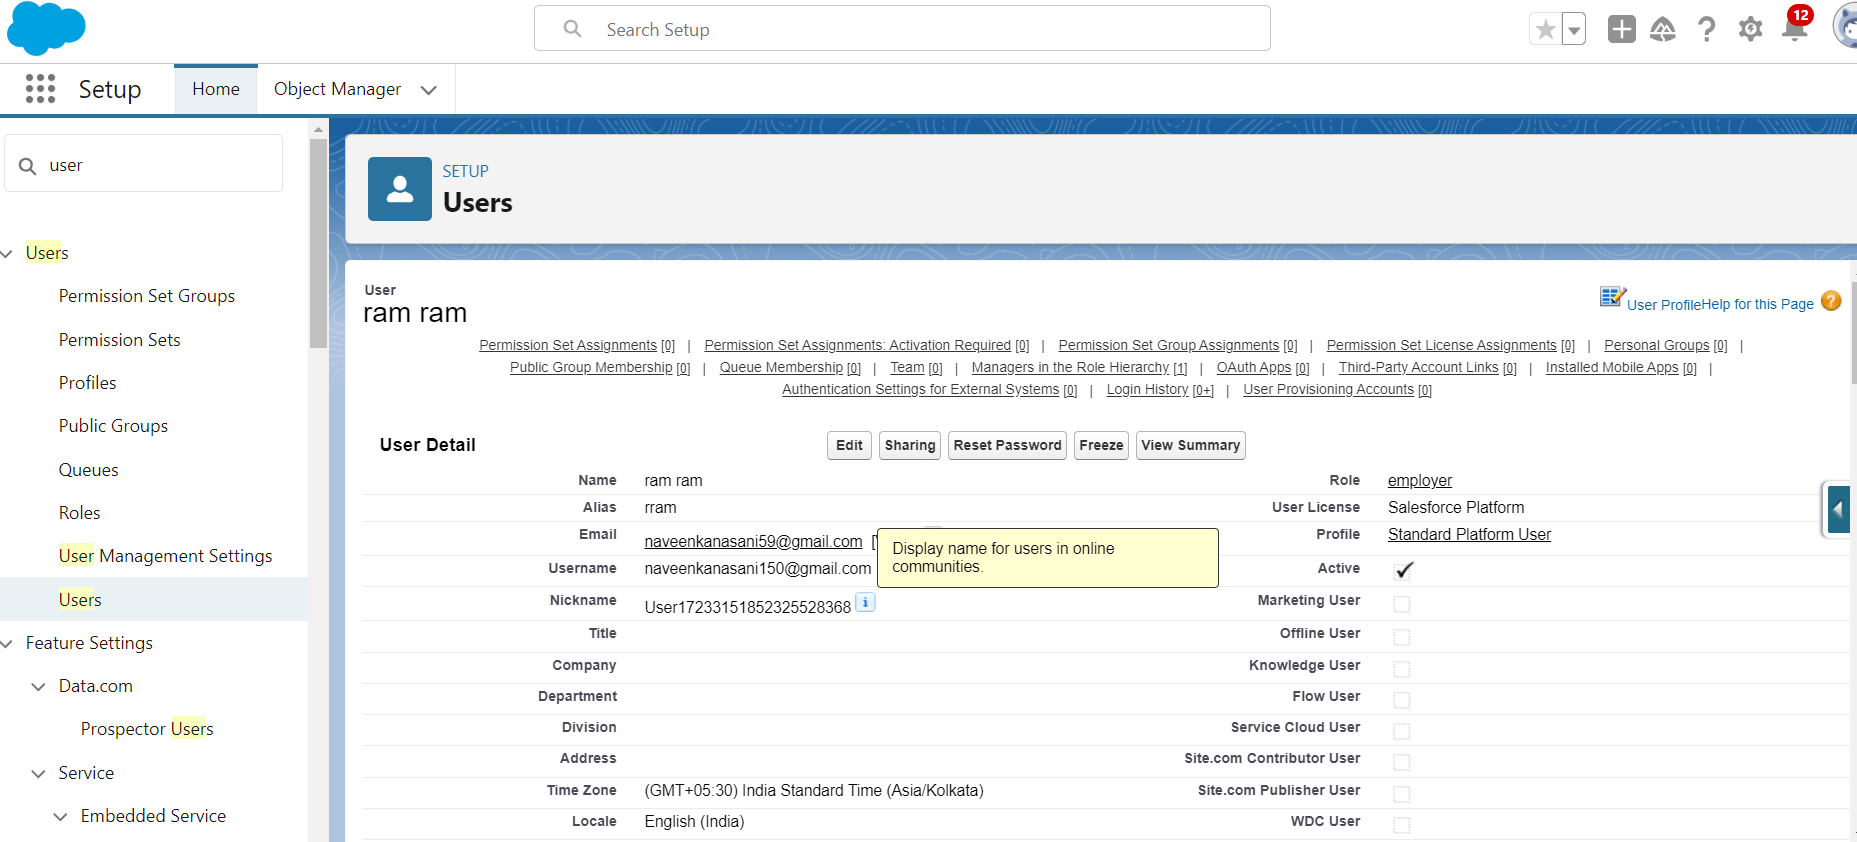 Search Setup
12
Setup
Home
Object Manager
user
SETUP
Users
Users
Permission Set Groups
Permission Sets
Profiles
Public Groups
Queues
Roles
User Management Settings
Users
Feature Settings
Data.com
Prospector Users
Service
Embedded Service
User
ram ram
User Profile Help for this Page ?
Permission Set Assignments [0] | Permission Set Assignments: Activation Required [0] | Permission Set Group Assignments [0] | Permission Set License Assignments [0] | Personal Groups [0] |
Public Group Membership [0] | Queue Membership [0] | Team [0] | Managers in the Role Hierarchy [1] | OAuth Apps [0] | Third-Party Account Links [0] | Installed Mobile Apps [0] |
Authentication Settings for External Systems [0] | Login History [0+] | User Provisioning Accounts [0]
User Detail
Edit Sharing Reset Password Freeze View Summary
Name ram ram Role employer
Alias rram User License Salesforce Platform
Email naveenkanasani59@gmail.com Profile Standard Platform User
Display name for users in online
communities.
Username naveenkanasani150@gmail.com Active
Nickname User17233151852325528368 i Marketing User
Title Offline User
Company Knowledge User
Department Flow User
Division Service Cloud User
Address Site.com Contributor User
Time Zone (GMT+05:30) India Standard Time (Asia/Kolkata) Site.com Publisher User
Locale English (India) WDC User